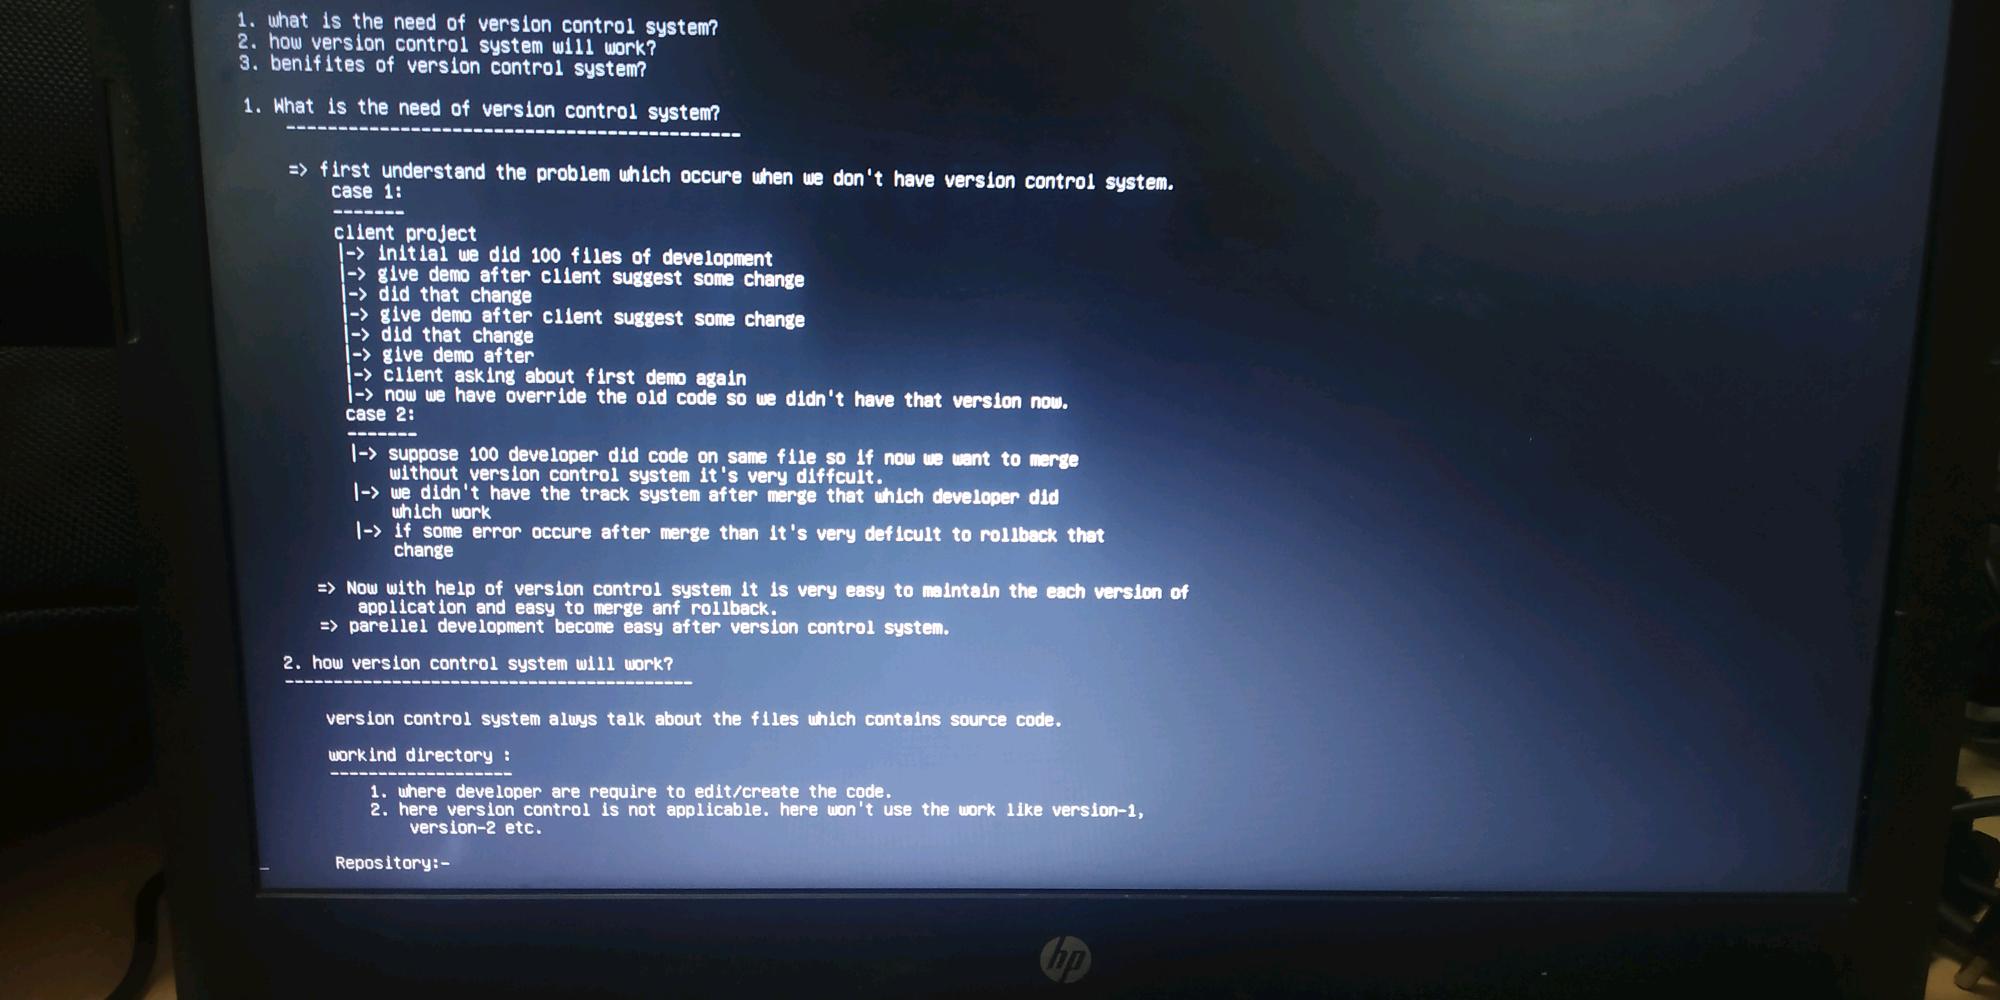 1. what is the need of version control system?
2. how version control system will work?
3. benifites of version control system?
1. What is the need of version control system?
--------------------------------------------
=> first understand the problem which occure when we don't have version control system.
case 1:
-------
client project
|-> initial we did 100 files of development
|-> give demo after client suggest some change
|-> did that change
|-> give demo after client suggest some change
|-> did that change
|-> give demo after
|-> client asking about first demo again
|-> now we have override the old code so we didn't have that version now.
case 2:
-------
|-> suppose 100 developer did code on same file so if now we want to merge
without version control system it's very diffcult.
|-> we didn't have the track system after merge that which developer did
which work
|-> if some error occure after merge than it's very deficult to rollback that
change
=> Now with help of version control system it is very easy to maintain the each version of
application and easy to merge anf rollback.
=> parellel development become easy after version control system.
2. how version control system will work?
------------------------------------------
version control system alwys talk about the files which contains source code.
workind directory :
-------------------
1. where developer are require to edit/create the code.
2. here version control is not applicable. here won't use the work like version-1,
version-2 etc.
Repository:-
hp